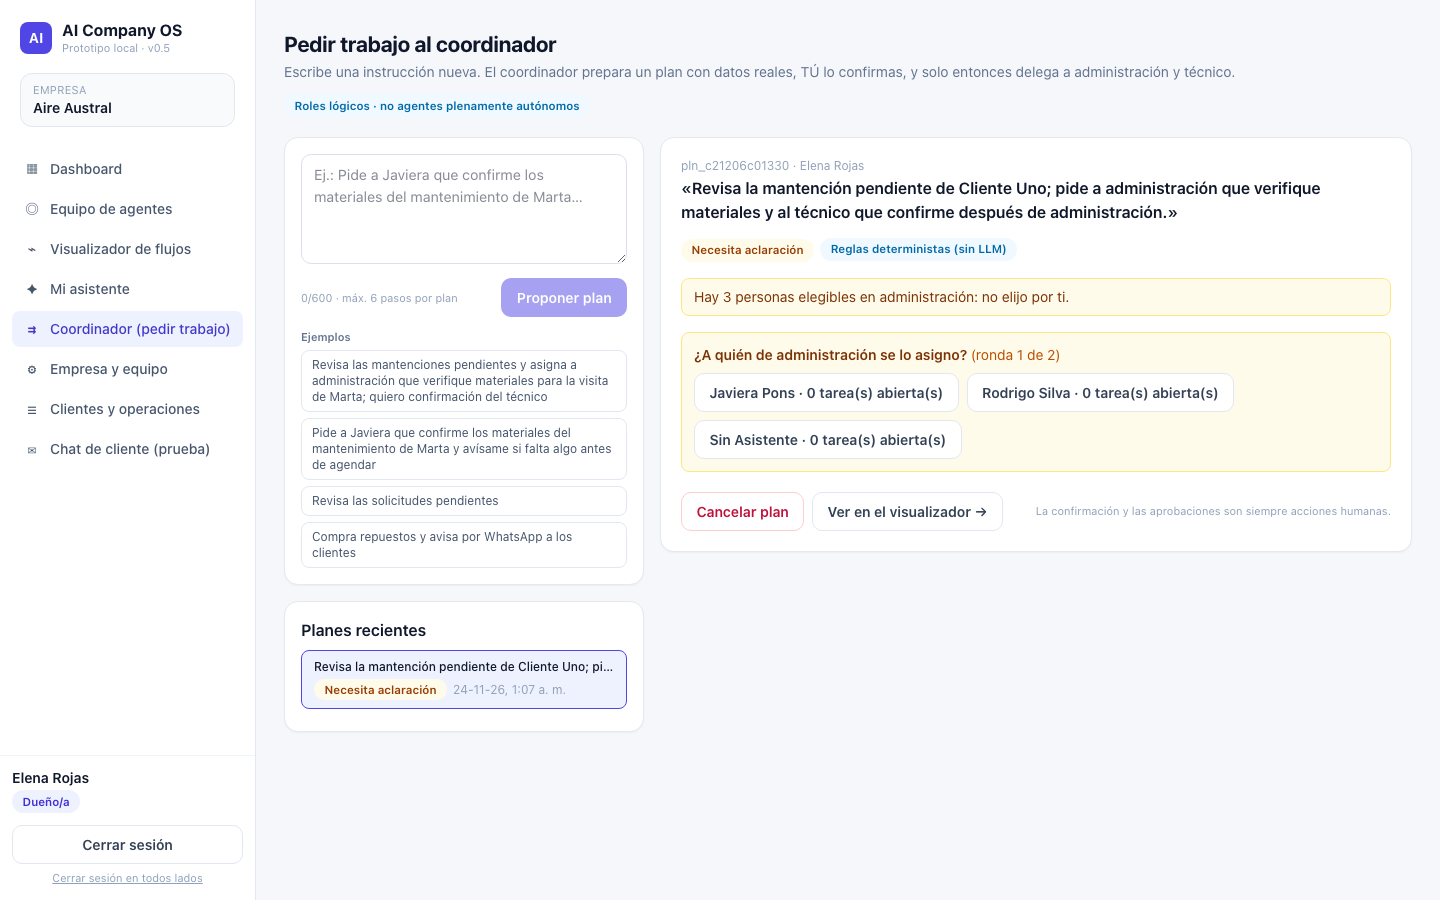 AI
AI Company OS
Prototipo local · v0.5
EMPRESA
Aire Austral
Dashboard
Equipo de agentes
Visualizador de flujos
Mi asistente
Coordinador (pedir trabajo)
Empresa y equipo
Clientes y operaciones
Chat de cliente (prueba)
Elena Rojas
Dueño/a
Cerrar sesión
Cerrar sesión en todos lados
Pedir trabajo al coordinador
Escribe una instrucción nueva. El coordinador prepara un plan con datos reales, TÚ lo confirmas, y solo entonces delega a administración y técnico.
Roles lógicos · no agentes plenamente autónomos
Ej.: Pide a Javiera que confirme los
materiales del mantenimiento de Marta...
0/600 · máx. 6 pasos por plan
Proponer plan
Ejemplos
Revisa las mantenciones pendientes y asigna a
administración que verifique materiales para la visita
de Marta; quiero confirmación del técnico
Pide a Javiera que confirme los materiales del
mantenimiento de Marta y avísame si falta algo antes
de agendar
Revisa las solicitudes pendientes
Compra repuestos y avisa por WhatsApp a los
clientes
Planes recientes
Revisa la mantención pendiente de Cliente Uno; pi...
Necesita aclaración
24-11-26, 1:07 a. m.
pln_c21206c01330 · Elena Rojas
«Revisa la mantención pendiente de Cliente Uno; pide a administración que verifique
materiales y al técnico que confirme después de administración.»
Necesita aclaración
Reglas deterministas (sin LLM)
Hay 3 personas elegibles en administración: no elijo por ti.
¿A quién de administración se lo asigno? (ronda 1 de 2)
Javiera Pons · 0 tarea(s) abierta(s)
Rodrigo Silva · 0 tarea(s) abierta(s)
Sin Asistente · 0 tarea(s) abierta(s)
Cancelar plan
Ver en el visualizador →
La confirmación y las aprobaciones son siempre acciones humanas.